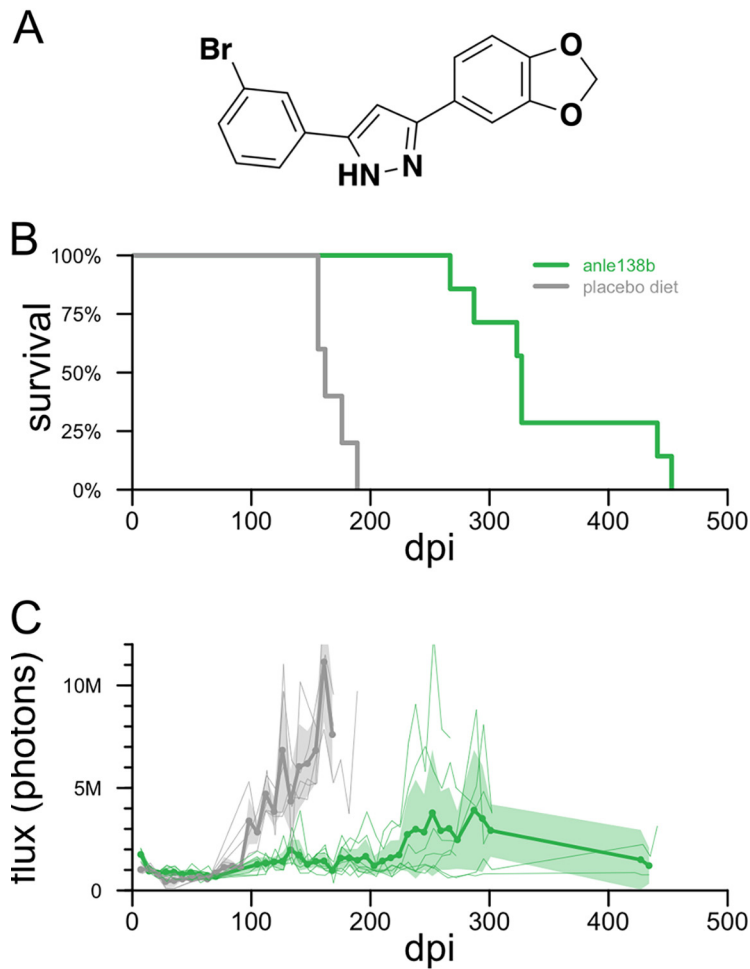 A
Br
O
O
HN
N
B
100%
75%
50%
25%
0%
survival
anle138b
placebo diet
0 100 200 300 400 500
dpi
C
10M
5M
0
flux (photons)
0 100 200 300 400 500
dpi